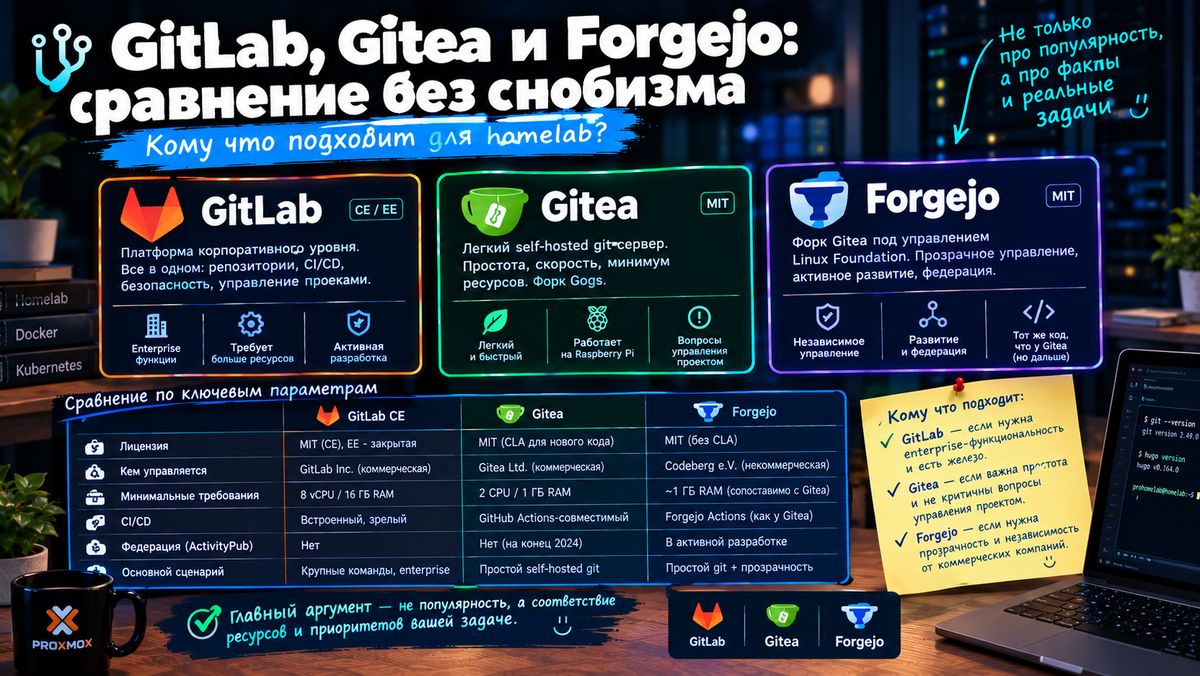 GitLab, Gitea и Forgejo:
сравнение без снобизма
Кому что подходит для homelab?
Не только
про популярность,
а про факты
и реальные
задачи
GitLab
CE / EE
Платформа корпоративного уровня.
Все в одном: репозитории, CI/CD,
безопасность, управление проеками.
Enterprise
функции
Требует
больше ресурсов
Активная
разработка
Gitea
MIT
Легкий self-hosted git-сервер.
Простота, скорость, минимум
ресурсов. Форк Gogs.
Легкий
и быстрый
Работает
на Raspberry Pi
Вопросы
управления
проектом
Forgejo
MIT
Форк Gitea под управлением
Linux Foundation. Прозрачное управление,
активное развитие, федерация.
Независимое
управление
Развитие
и федерация
Тот же код,
что у Gitea
(но дальше)
Homelab
Docker
Kubernetes
Сравнение по ключевым параметрам
GitLab CE
Gitea
Forgejo
Лицензия
MIT (CE), EE - закрытая
MIT (CLA для нового кода)
MIT (без CLA)
Кем управляется
GitLab Inc. (коммерческая)
Gitea Ltd. (коммерческая)
Codeberg e.V. (некоммерческая)
Минимальные требования
8 vCPU / 16 ГБ RAM
2 CPU / 1 ГБ RAM
~1 ГБ RAM (сопоставимо с Gitea)
CI/CD
Встроенный, зрелый
GitHub Actions-совместимый
Forgejo Actions (как у Gitea)
Федерация (ActivityPub)
Нет
Нет (на конец 2024)
В активной разработке
Основной сценарий
Крупные команды, enterprise
Простой self-hosted git
Простой git + прозрачность
Кому что подходит:
GitLab — если нужна
enterprise-функциональность
и есть железо.
Gitea — если важна простота
и не критичны вопросы
управления проектом.
Forgejo — если нужна
прозрачность и независимость
от коммерческих компаний.
$ git --version
git version 2.49.0
$ hugo version
hugo v0.164.0
prohomelab@homelab:~$
PROXMOX
Главный аргумент — не популярность, а соответствие
ресурсов и приоритетов вашей задаче.
GitLab
Gitea
Forgejo